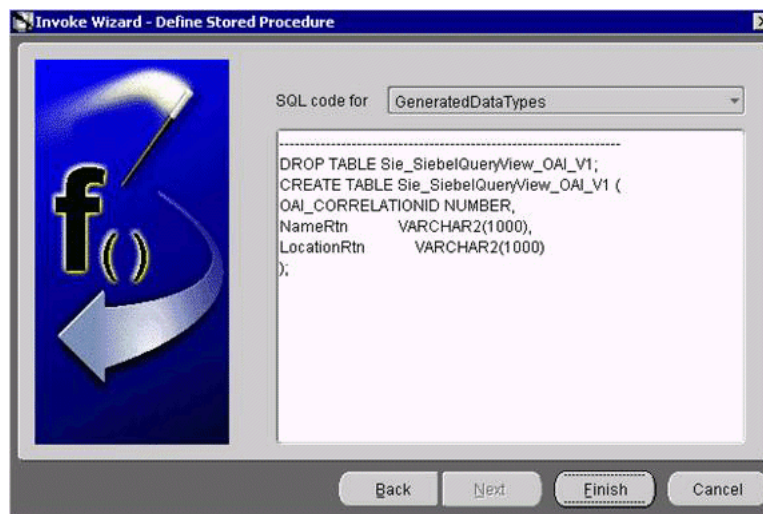 Invoke Wizard - Define Stored Procedure
SQL code for GeneratedDataTypes
--------------------------------------------------------------------
DROP TABLE Sie_SiebelQueryView_OAI_V1;
CREATE TABLE Sie_SiebelQueryView_OAI_V1 (
OAI_CORRELATIONID NUMBER,
NameRtn VARCHAR2(1000),
LocationRtn VARCHAR2(1000)
);
f()
Back Next Finish Cancel